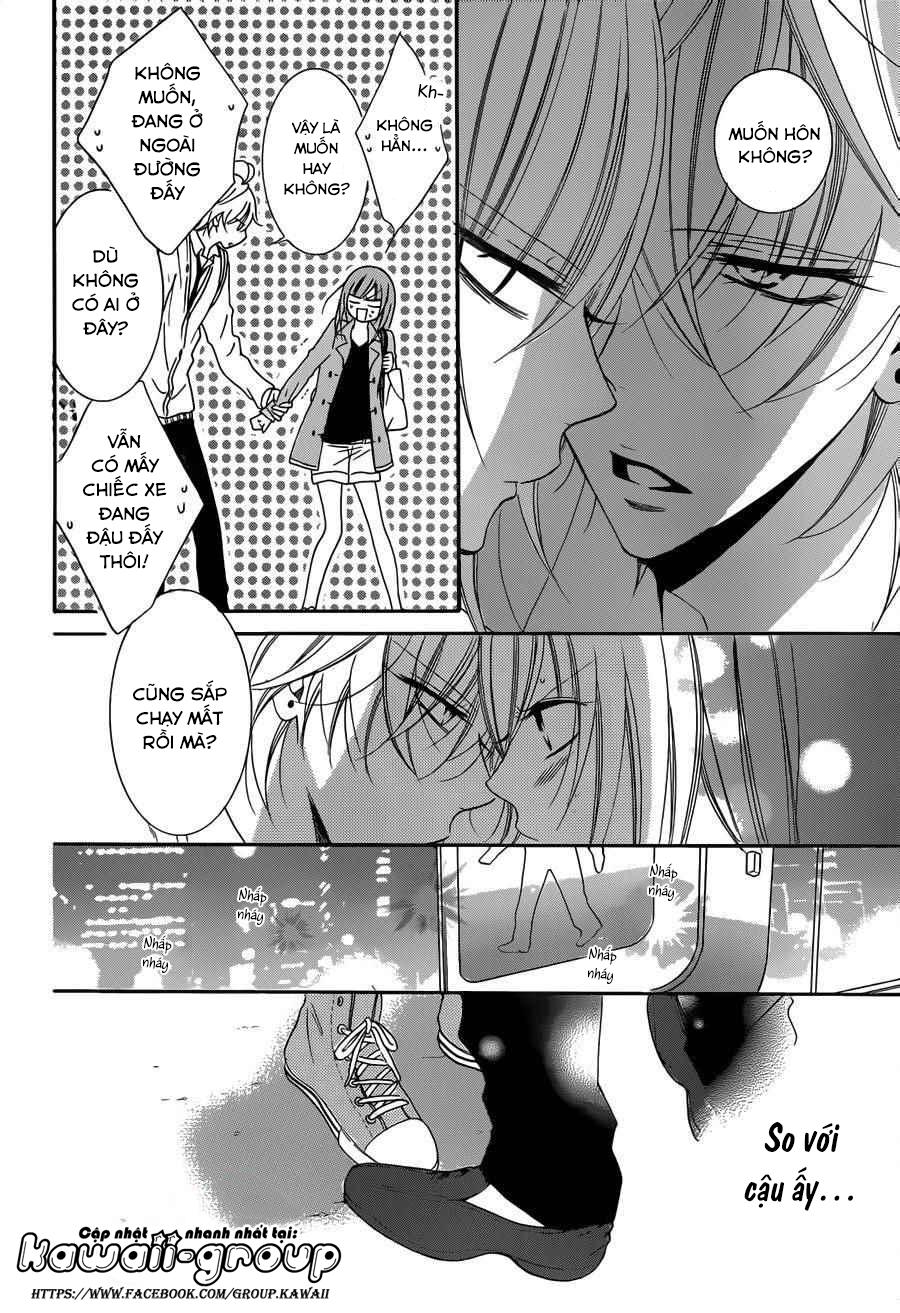 MUỐN HÔN
KHÔNG?
Kh-
KHÔNG
HẲN...
VẬY LÀ
MUỐN
HAY
KHÔNG?
KHÔNG
MUỐN,
ĐANG Ở
NGOÀI
ĐƯỜNG
ĐẤY
DÙ
KHÔNG
CÓ AI Ở
ĐÂY?
VẪN
CÓ MẤY
CHIẾC XE
ĐANG
ĐẬU ĐẤY
THÔI!
CŨNG SẮP
CHẠY MẤT
RỒI MÀ?
Nhấp
nháy
Nhấp
nháy
Nhấp
nháy
Nhấp
nháy
So với
cậu ấy...
Cập nhật nhanh nhất tại:
kawaii-group
HTTPS://WWW.FACEBOOK.COM/GROUP.KAWAII